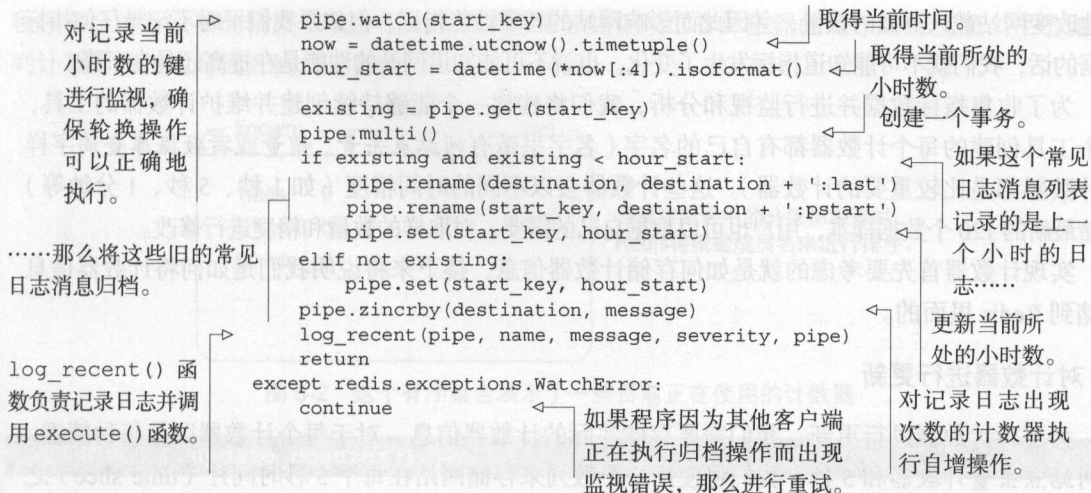 pipe.watch(start_key)
now = datetime.utcnow().timetuple()
hour_start = datetime(*now[:4]).isoformat()
existing = pipe.get(start_key)
pipe.multi()
if existing and existing < hour_start:
pipe.rename(destination, destination + ':last')
pipe.rename(start_key, destination + ':pstart')
pipe.set(start_key, hour_start)
elif not existing:
pipe.set(start_key, hour_start)
pipe.zincrby(destination, message)
log_recent(pipe, name, message, severity, pipe)
return
except redis.exceptions.WatchError:
continue
对记录当前
小时数的键
进行监视，确
保轮换操作
可以正确地
执行。
……那么将这些旧的常见
日志消息归档。
log_recent() 函
数负责记录日志并调
用 execute() 函数。
取得当前时间。
取得当前所处的
小时数。
创建一个事务。
如果这个常见
日志消息列表
记录的是上一
个小时的日
志……
更新当前所
处的小时数。
对记录日志出现
次数的计数器执
行自增操作。
如果程序因为其他客户端
正在执行归档操作而出现
监视错误，那么进行重试。